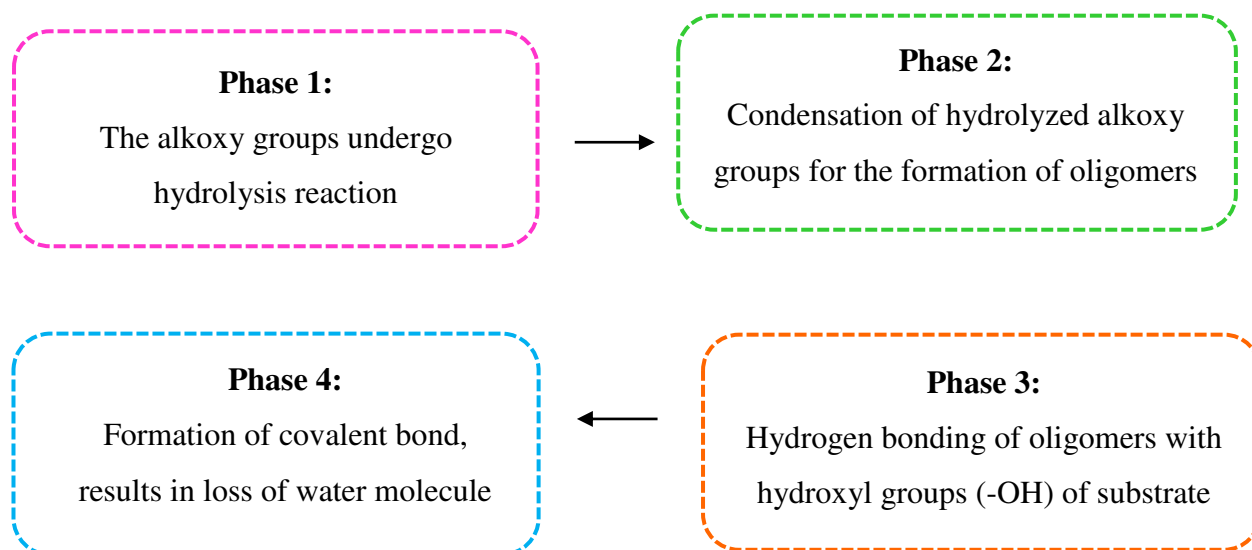 Phase 1:
The alkoxy groups undergo
hydrolysis reaction
Phase 2:
Condensation of hydrolyzed alkoxy
groups for the formation of oligomers
Phase 3:
Hydrogen bonding of oligomers with
hydroxyl groups (-OH) of substrate
Phase 4:
Formation of covalent bond,
results in loss of water molecule